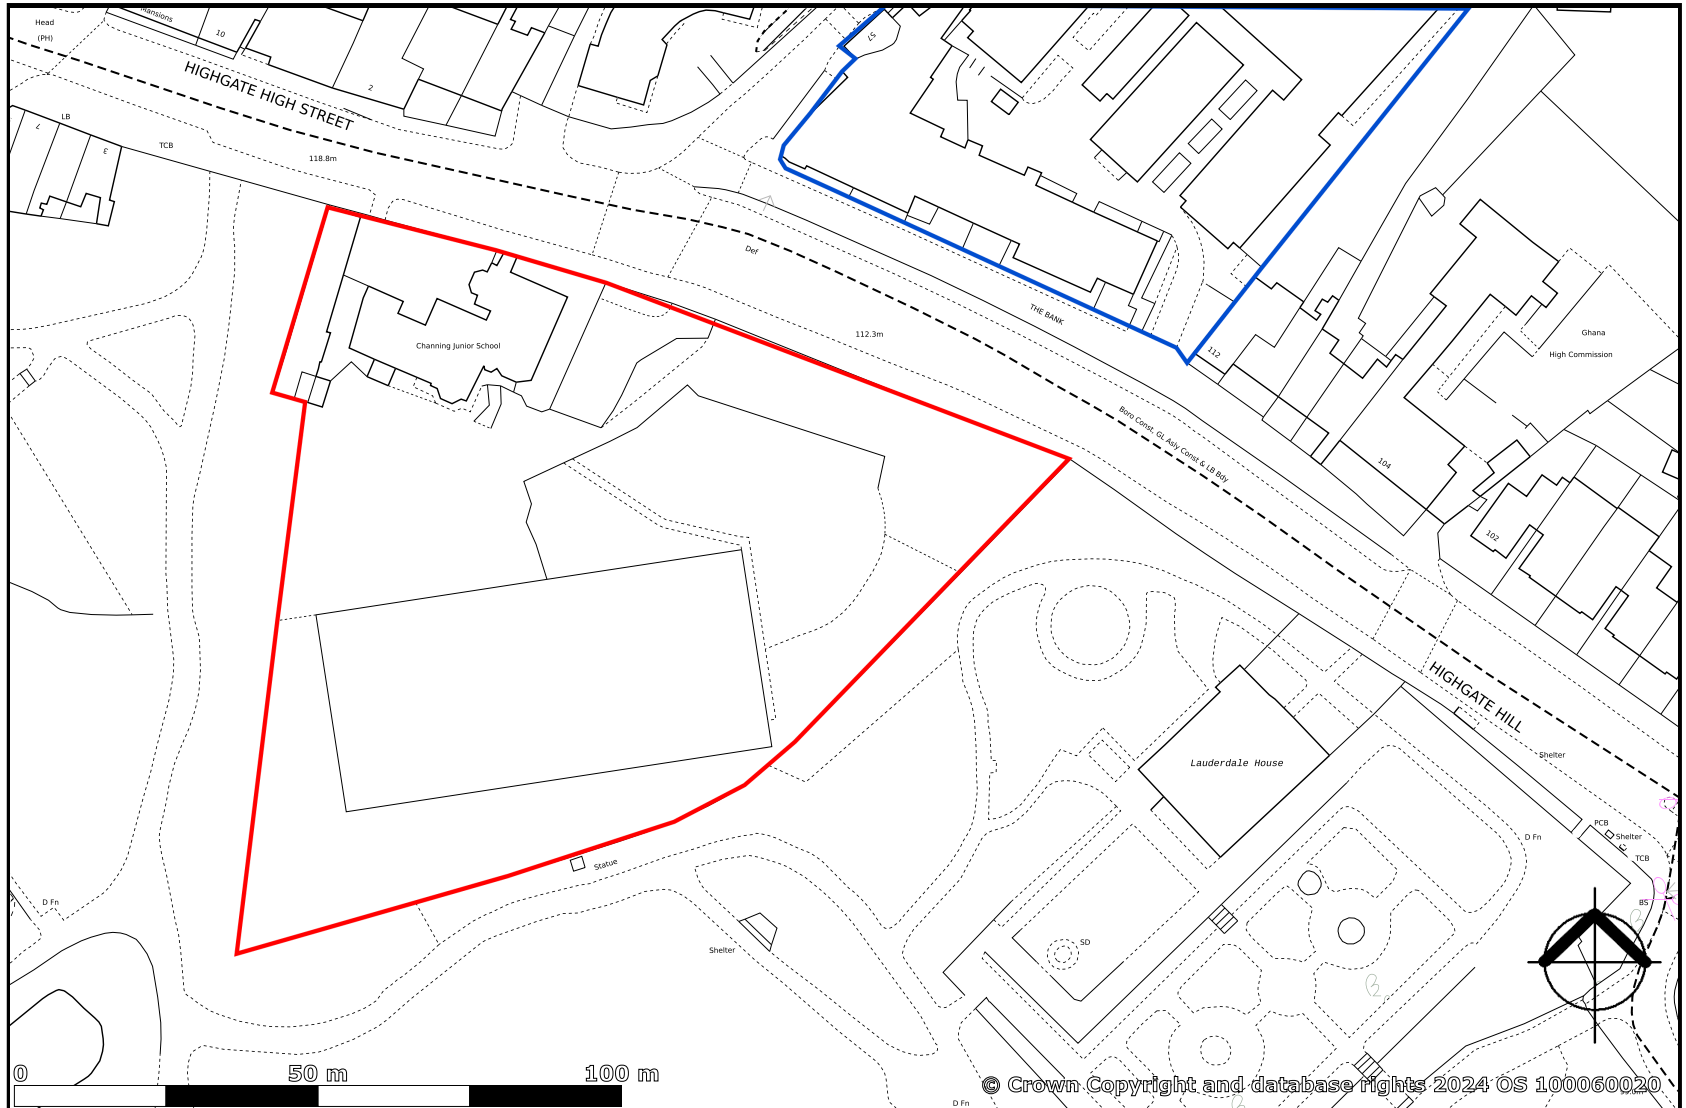 Head
(PH)
Mansions
10
2
57
HIGHGATE HIGH STREET
LB
7
3
TCB
118.8m
Def
THE BANK
112.3m
112
Ghana
High Commission
Channing Junior School
Boro Const, GL Asly Const & LB Bdy
104
102
HIGHGATE HILL
Shelter
Lauderdale House
PCB
Shelter
D Fn
TCB
Statue
D Fn
BS
SD
Shelter
0
50 m
100 m
© Crown Copyright and database rights 2024 OS 100060020
D Fn